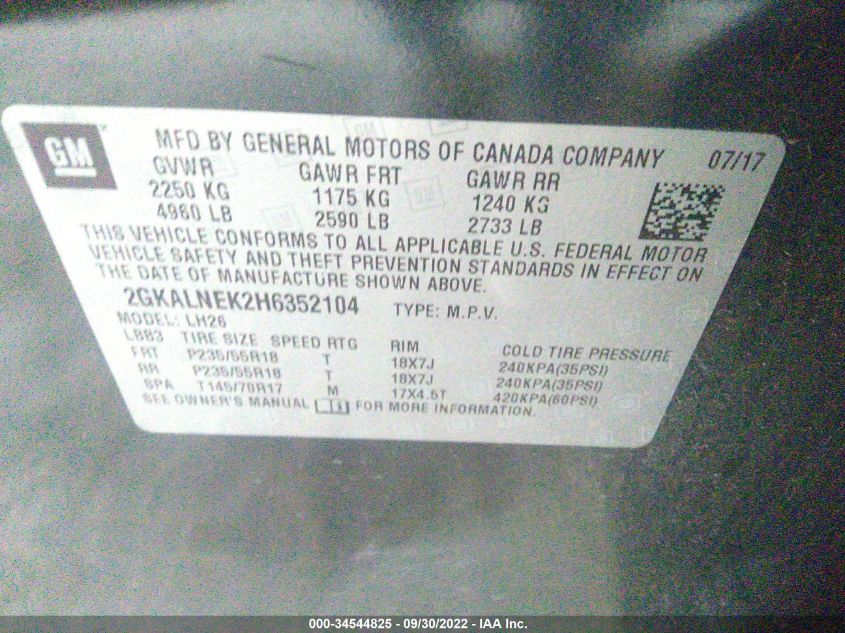 GM
MFD BY GENERAL MOTORS OF CANADA COMPANY 07/17
GVWR GAWR FRT GAWR RR
2250 KG 1175 KG 1240 KG
4960 LB 2590 LB 2733 LB
THIS VEHICLE CONFORMS TO ALL APPLICABLE U.S. FEDERAL MOTOR
VEHICLE SAFETY AND THEFT PREVENTION STANDARDS IN EFFECT ON
THE DATE OF MANUFACTURE SHOWN ABOVE.
2GKALNEK2H6352104 TYPE: M.P.V.
MODEL: LH26
LB83 TIRE SIZE SPEED RTG RIM COLD TIRE PRESSURE
FRT P235/55R18 T 18X7J 240KPA(35PSI)
RR P235/55R18 T 18X7J 240KPA(35PSI)
SPA T145/70R17 M 17X4.5T 420KPA(60PSI)
SEE OWNER'S MANUAL FOR MORE INFORMATION.
000-34544825 - 09/30/2022 - IAA Inc.